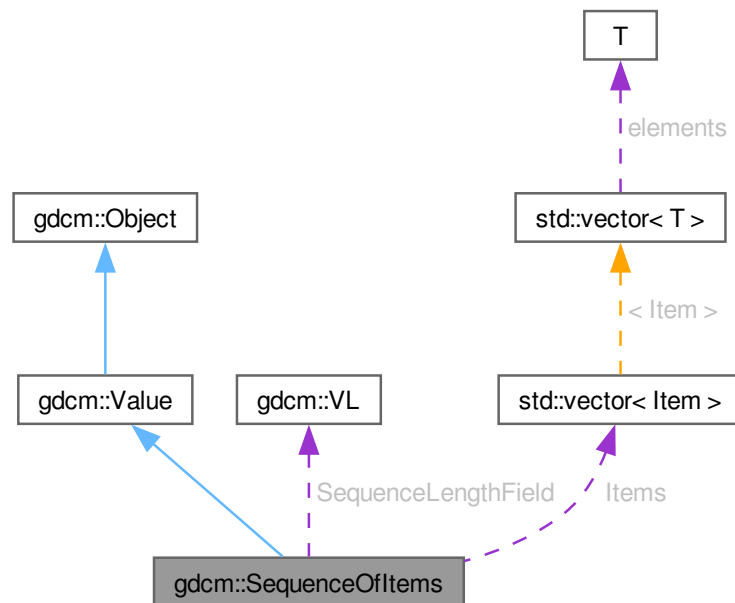 T
elements
gdcm::Object
std::vector< T >
< Item >
gdcm::Value
gdcm::VL
std::vector< Item >
SequenceLengthField
Items
gdcm::SequenceOfItems